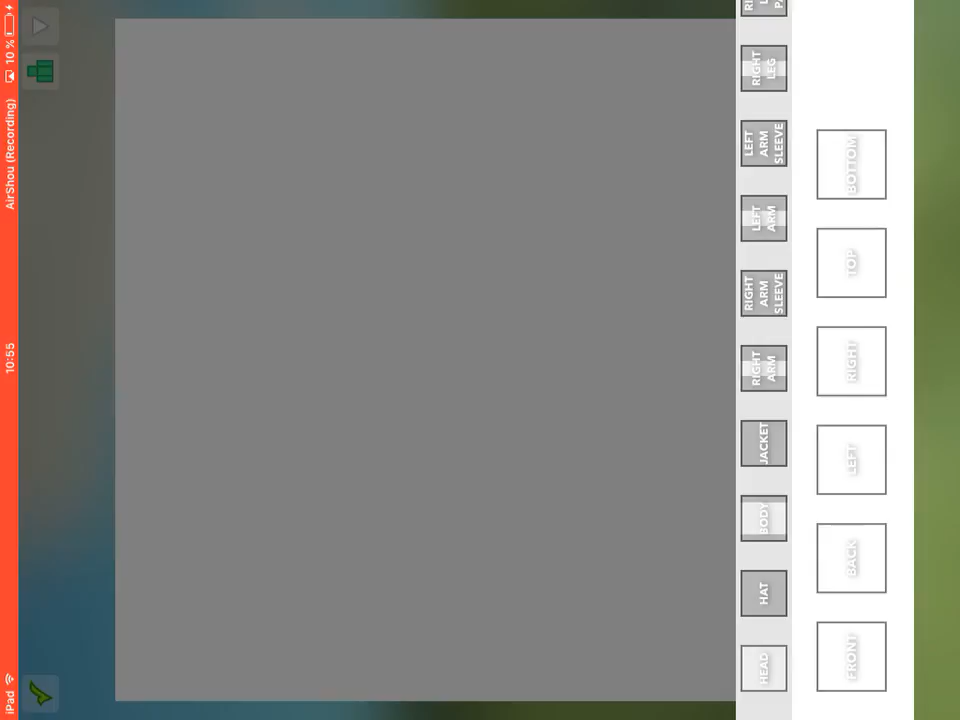 iPad
10:55
AirShou (Recording)
10 %
HEAD
HAT
BODY
JACKET
RIGHT
ARM
RIGHT
ARM
SLEEVE
LEFT
ARM
LEFT
ARM
SLEEVE
RIGHT
LEG
FRONT
BACK
LEFT
RIGHT
TOP
BOTTOM